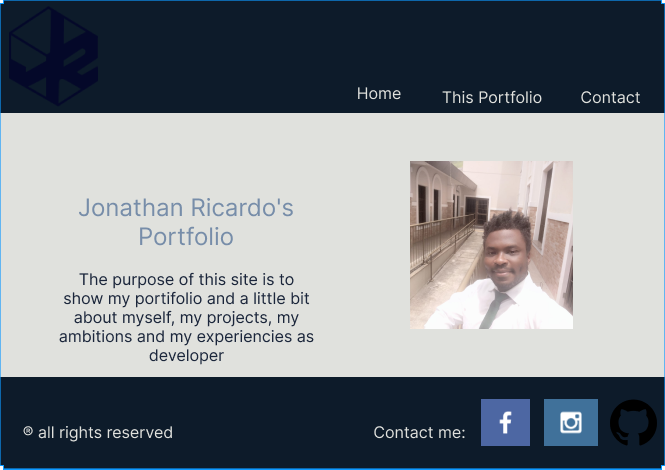 JR
Home
This Portfolio
Contact
Jonathan Ricardo's
Portfolio
The purpose of this site is to
show my portifolio and a little bit
about myself, my projects, my
ambitions and my experiencies as
developer
® all rights reserved
Contact me:
f